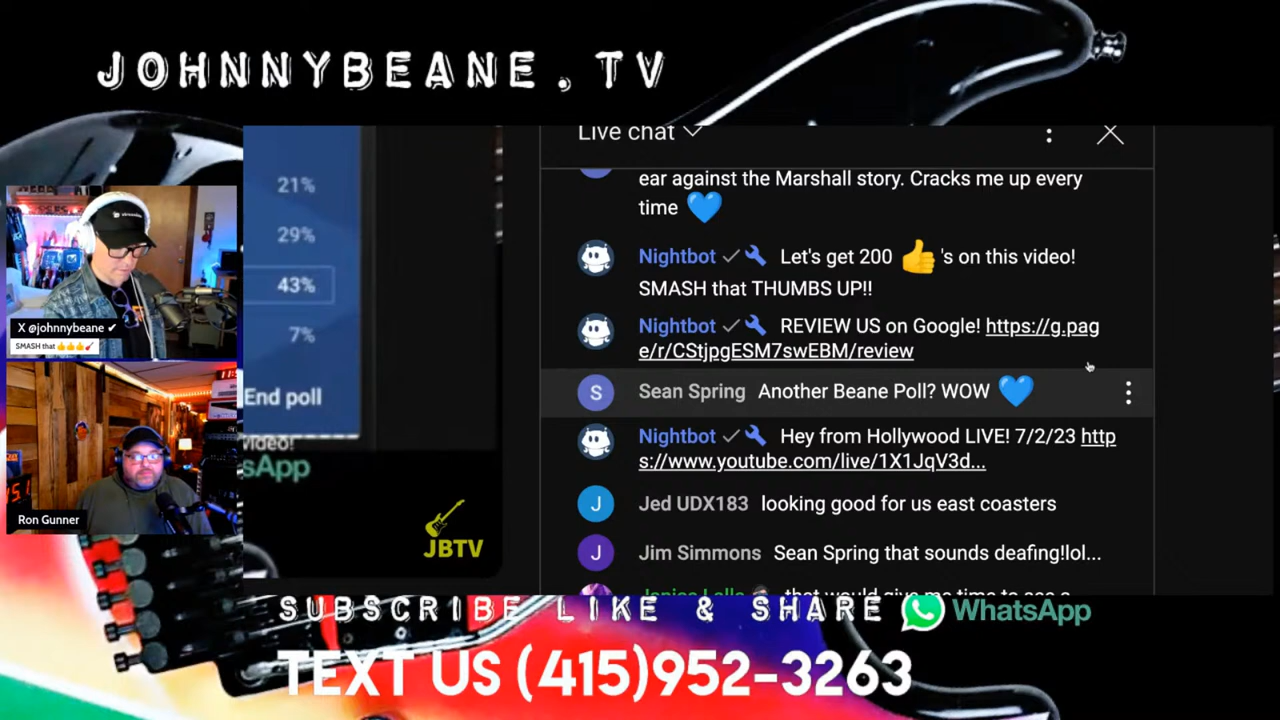 JOHNNYBEANE.TV
Live chat
21%
29%
43%
7%
End poll
video!
sApp
JBTV
ear against the Marshall story. Cracks me up every
time 💙
Nightbot Let's get 200 👍's on this video!
SMASH that THUMBS UP!!
Nightbot REVIEW US on Google! https://g.pag
e/r/CStjpgESM7swEBM/review
S Sean Spring Another Beane Poll? WOW 💙
Nightbot Hey from Hollywood LIVE! 7/2/23 http
s://www.youtube.com/live/1X1JqV3d...
J Jed UDX183 looking good for us east coasters
J Jim Simmons Sean Spring that sounds deafing!lol...
X @johnnybeane ✔
SMASH that 👍👍👍🎸
Ron Gunner
SUBSCRIBE LIKE & SHARE WhatsApp
TEXT US (415)952-3263